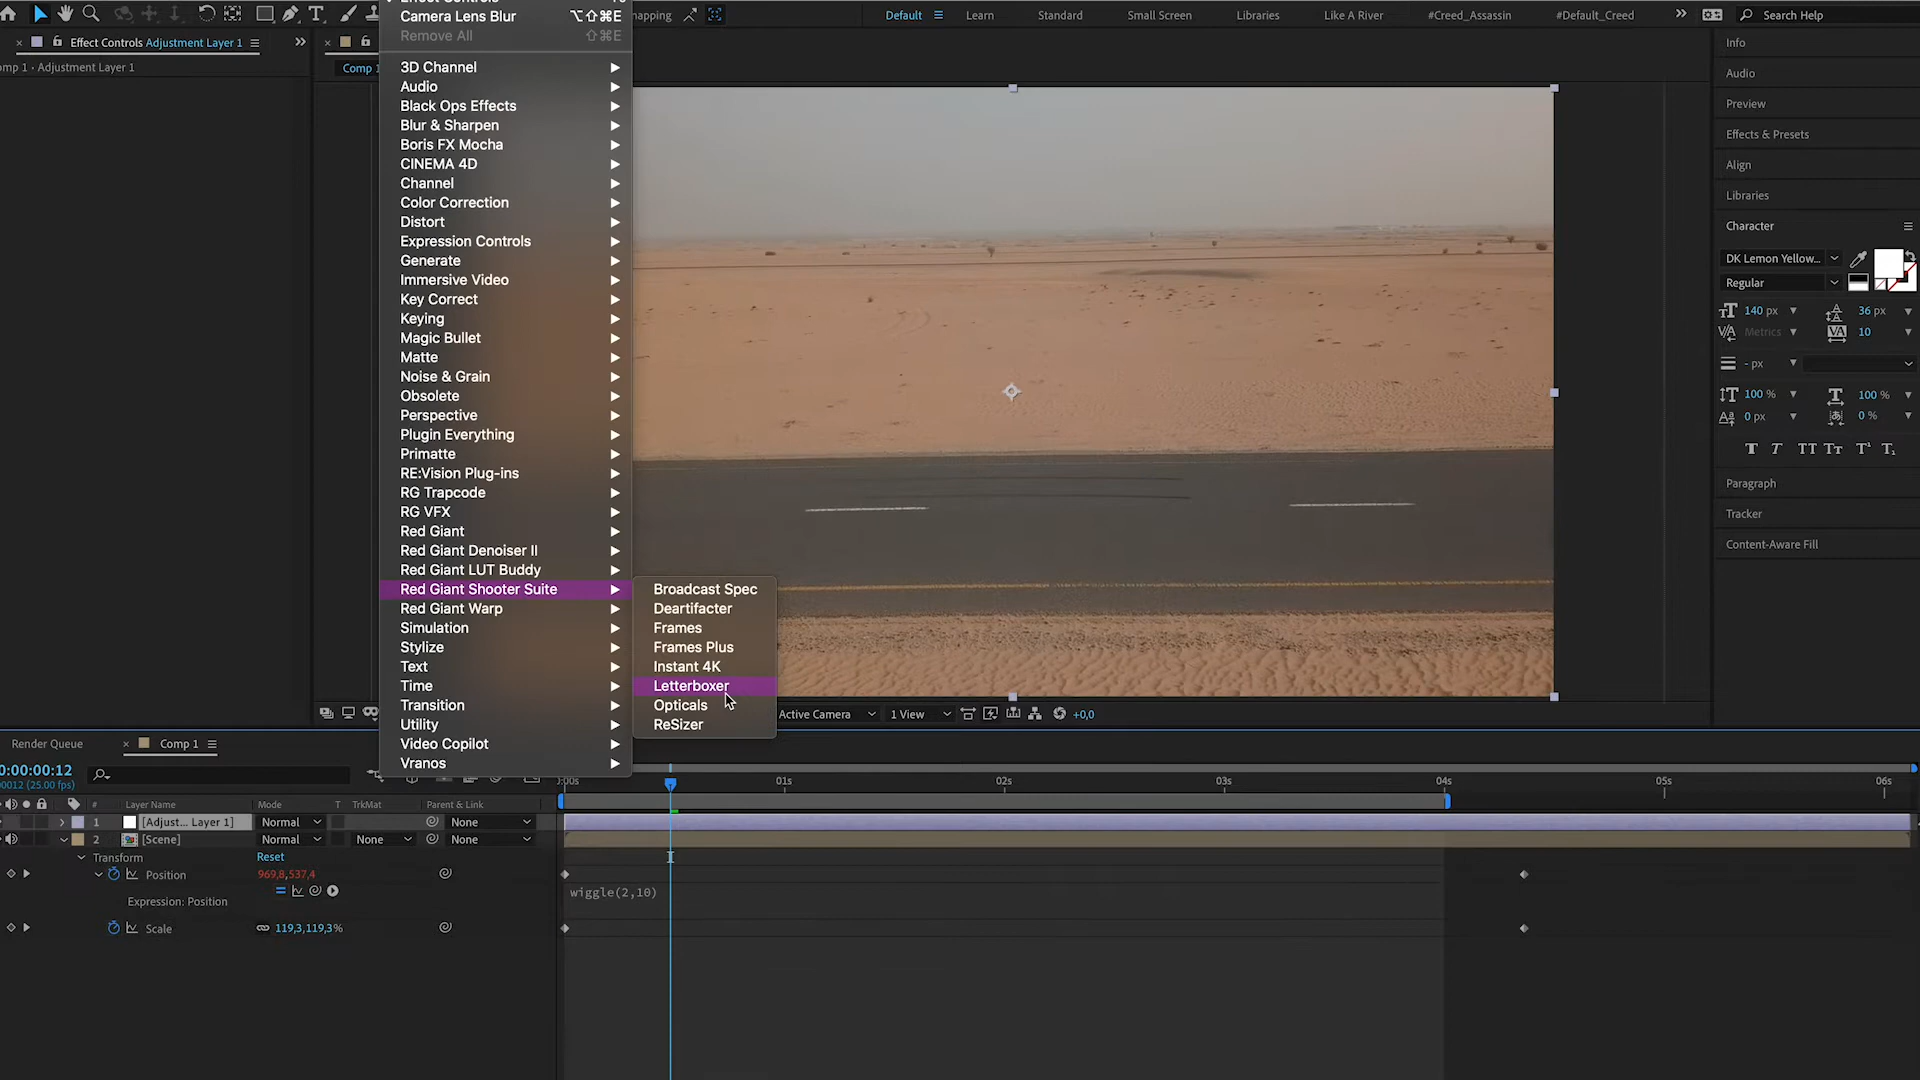 Effect Controls
Camera Lens Blur ⌥⇧⌘E
Remove All ⇧⌘E
mapping
Default
Learn
Standard
Small Screen
Libraries
Like A River
#Creed_Assassin
#Default_Creed
Search Help
Effect Controls Adjustment Layer 1
omp 1 · Adjustment Layer 1
Comp 1
3D Channel
Audio
Black Ops Effects
Blur & Sharpen
Boris FX Mocha
CINEMA 4D
Channel
Color Correction
Distort
Expression Controls
Generate
Immersive Video
Key Correct
Keying
Magic Bullet
Matte
Noise & Grain
Obsolete
Perspective
Plugin Everything
Primatte
RE:Vision Plug-ins
RG Trapcode
RG VFX
Red Giant
Red Giant Denoiser II
Red Giant LUT Buddy
Red Giant Shooter Suite
Red Giant Warp
Simulation
Stylize
Text
Time
Transition
Utility
Video Copilot
Vranos
Broadcast Spec
Deartifacter
Frames
Frames Plus
Instant 4K
Letterboxer
Opticals
ReSizer
Info
Audio
Preview
Effects & Presets
Align
Libraries
Character
DK Lemon Yellow...
Regular
140 px
36 px
Metrics
10
- px
100 %
100 %
0 px
0 %
Paragraph
Tracker
Content-Aware Fill
Active Camera
1 View
+0,0
Render Queue
Comp 1
0:00:00:12
00012 (25.00 fps)
:00s
01s
02s
03s
04s
05s
06s
# Layer Name Mode T TrkMat Parent & Link
1 [Adjust... Layer 1] Normal None
2 [Scene] Normal None None
Transform Reset
Position 969,8,537,4
Expression: Position
wiggle(2,10)
Scale 119,3,119,3%